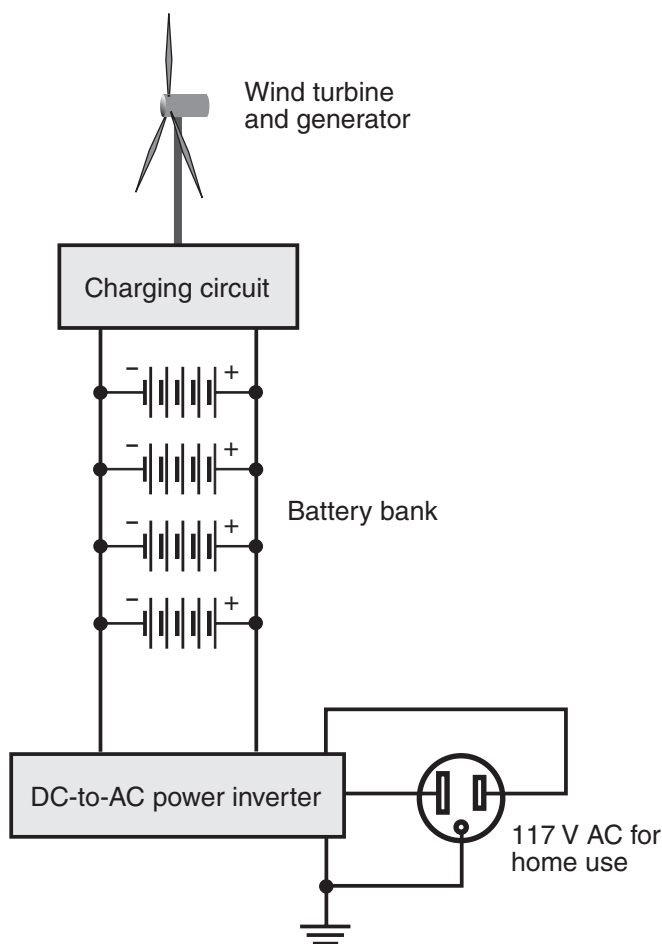 Wind turbine
and generator
Charging circuit
− +
− +
Battery bank
− +
− +
DC-to-AC power inverter
117 V AC for
home use